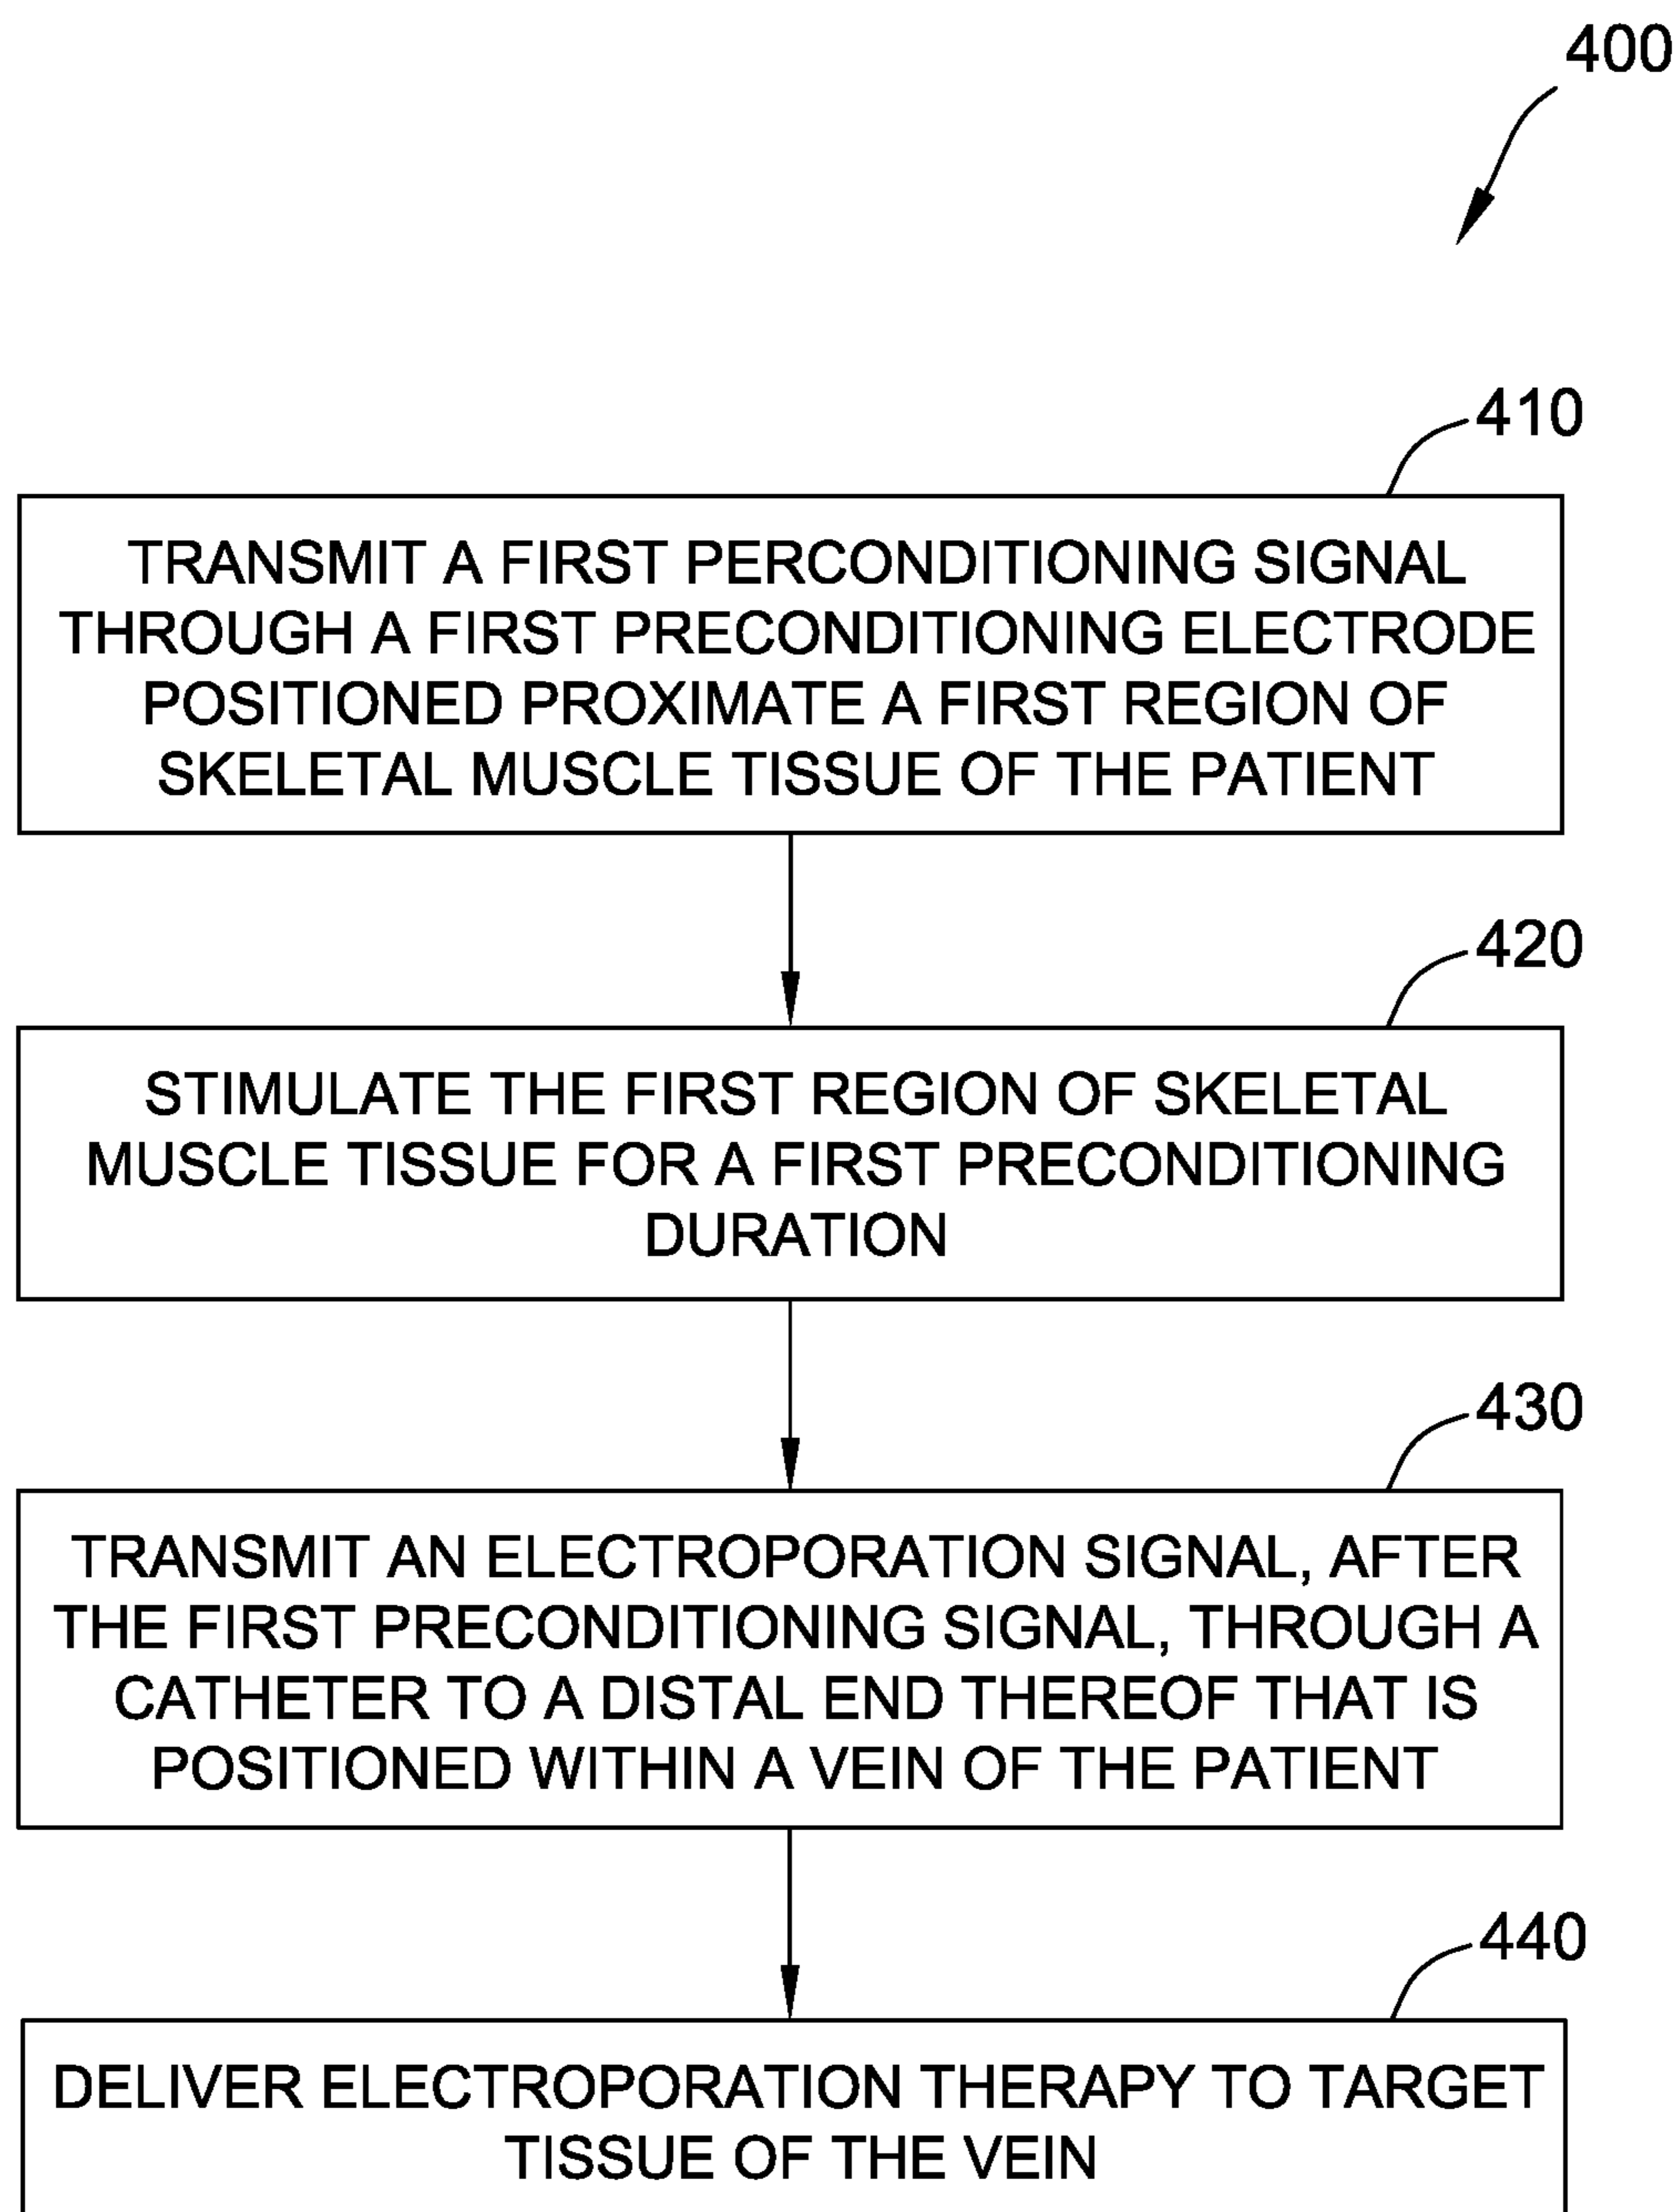 400
410
TRANSMIT A FIRST PERCONDITIONING SIGNAL
THROUGH A FIRST PRECONDITIONING ELECTRODE
POSITIONED PROXIMATE A FIRST REGION OF
SKELETAL MUSCLE TISSUE OF THE PATIENT
420
STIMULATE THE FIRST REGION OF SKELETAL
MUSCLE TISSUE FOR A FIRST PRECONDITIONING
DURATION
430
TRANSMIT AN ELECTROPORATION SIGNAL, AFTER
THE FIRST PRECONDITIONING SIGNAL, THROUGH A
CATHETER TO A DISTAL END THEREOF THAT IS
POSITIONED WITHIN A VEIN OF THE PATIENT
440
DELIVER ELECTROPORATION THERAPY TO TARGET
TISSUE OF THE VEIN